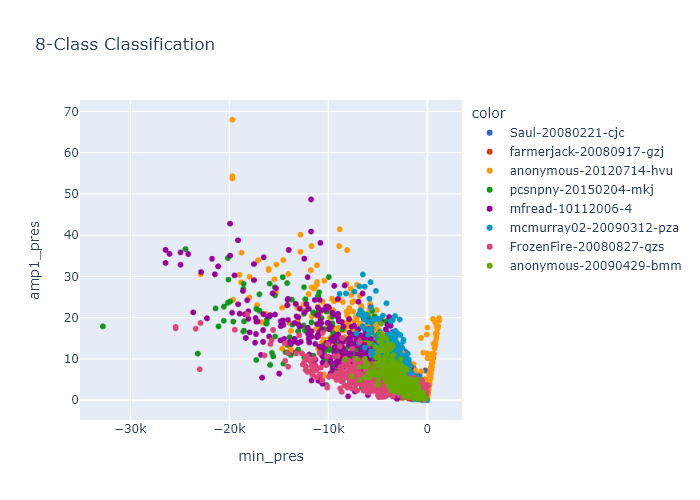 8-Class Classification
color
Saul-20080221-cjc
farmerjack-20080917-gzj
anonymous-20120714-hvu
pcsnpny-20150204-mkj
mfread-10112006-4
mcmurray02-20090312-pza
FrozenFire-20080827-qzs
anonymous-20090429-bmm
70
60
50
40
30
20
10
0
amp1_pres
−30k
−20k
−10k
0
min_pres